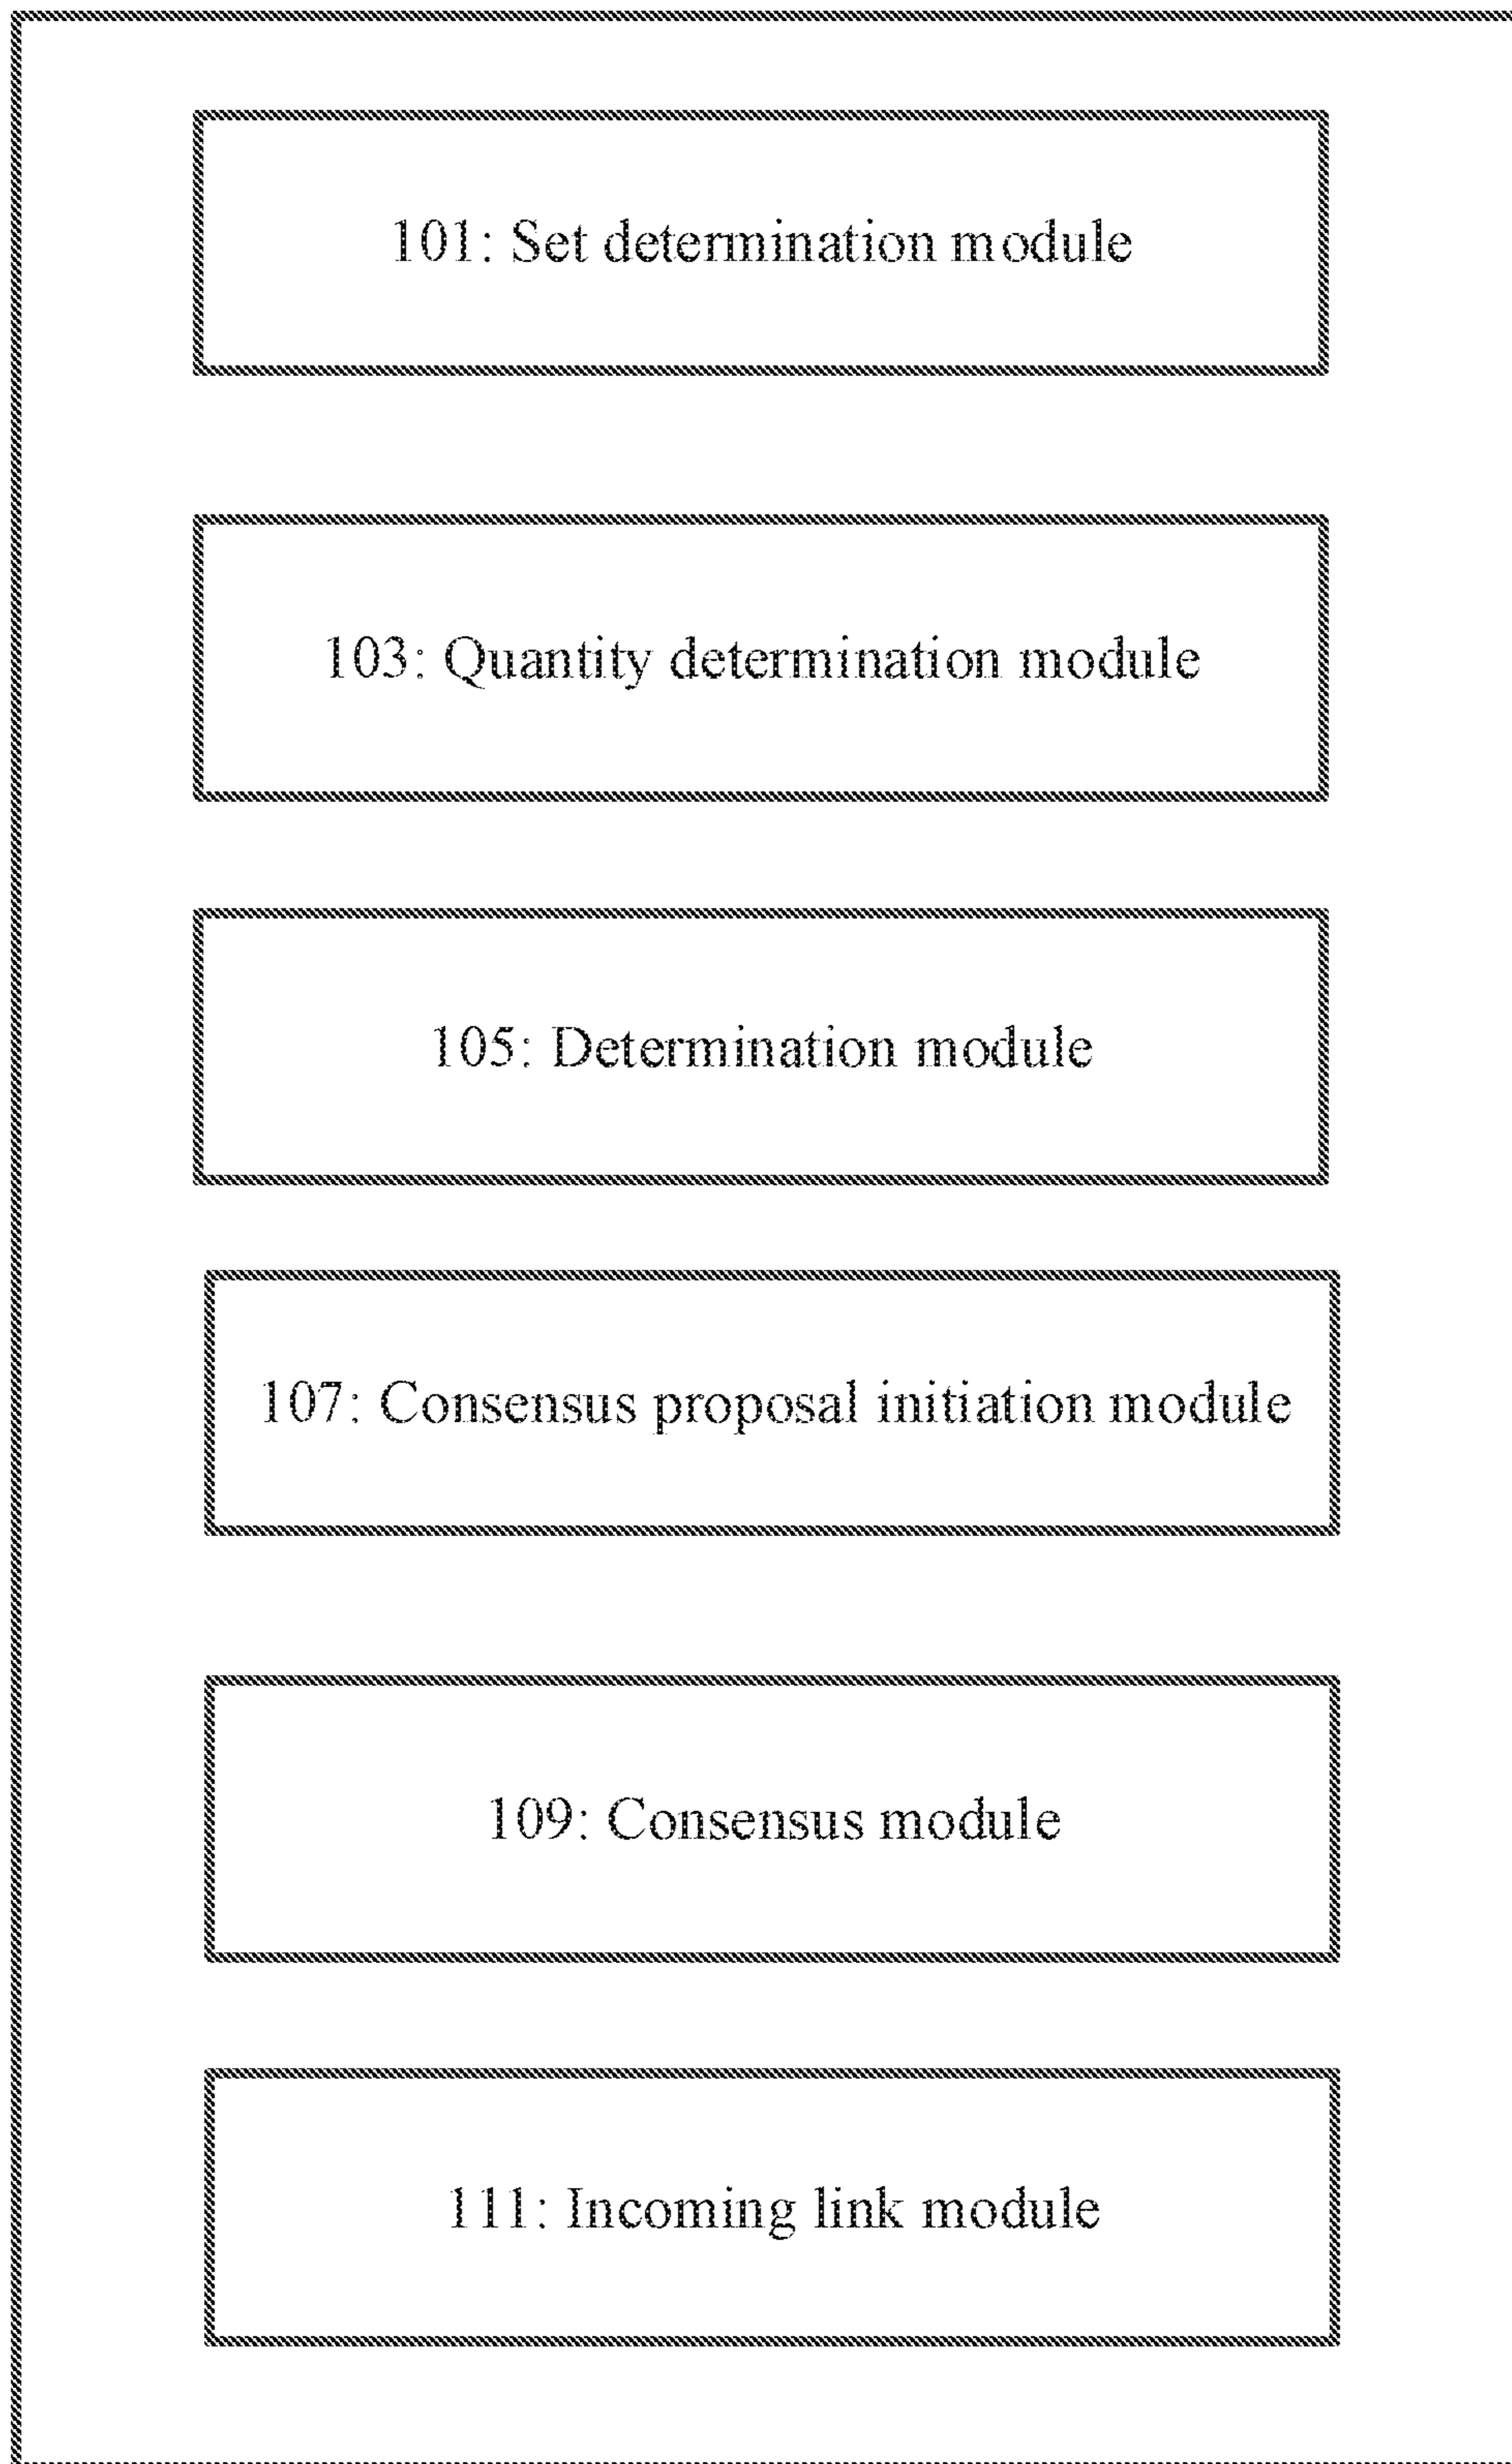 101: Set determination module
103: Quantity determination module
105: Determination module
107: Consensus proposal initiation module
109: Consensus module
111: Incoming link module